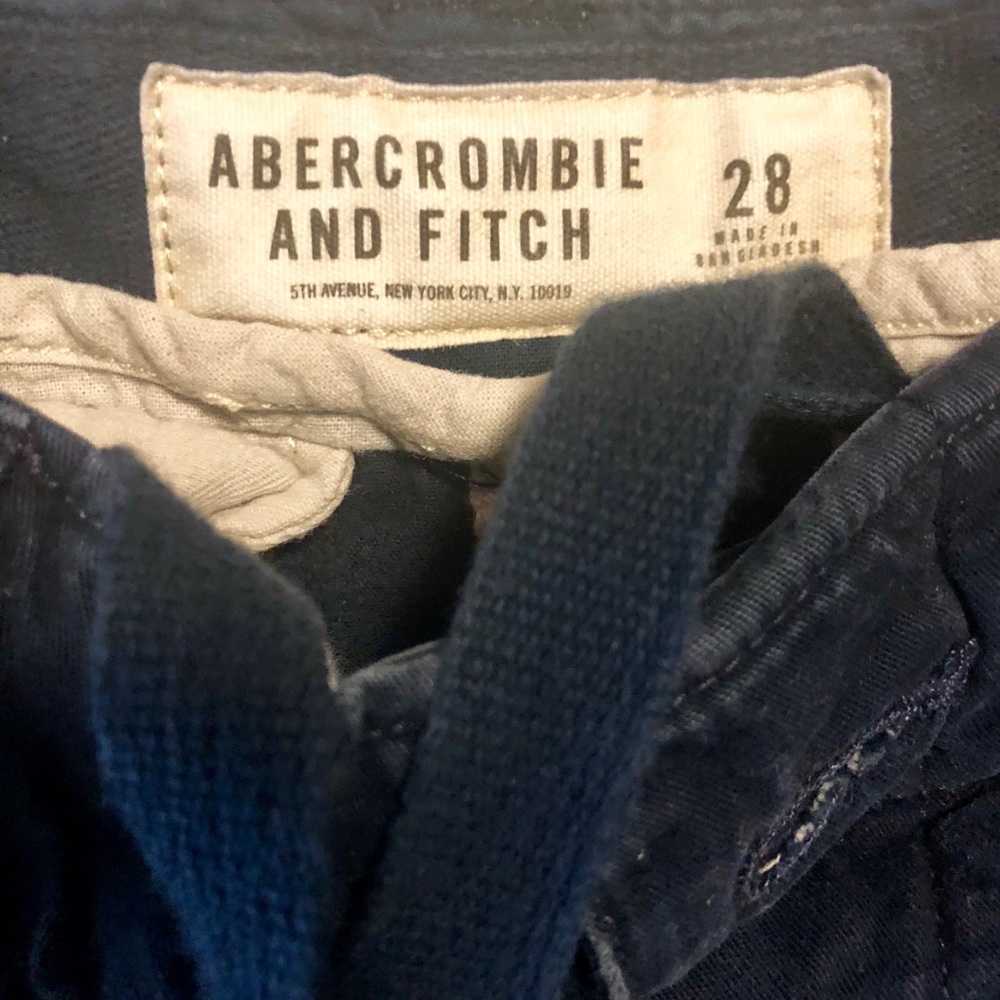 ABERCROMBIE
AND FITCH
5TH AVENUE, NEW YORK CITY, N.Y. 10019
28
MADE IN
BANGLADESH